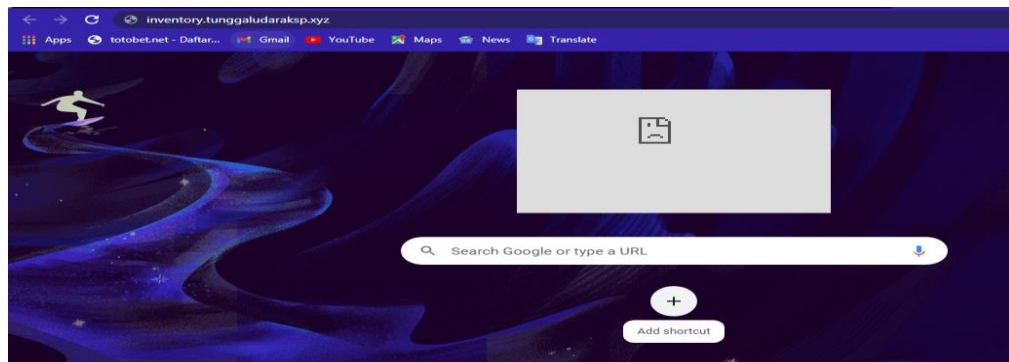 inventory.tunggaludaraksp.xyz
Apps totobet.net - Daftar... Gmail YouTube Maps News Translate
Search Google or type a URL
Add shortcut